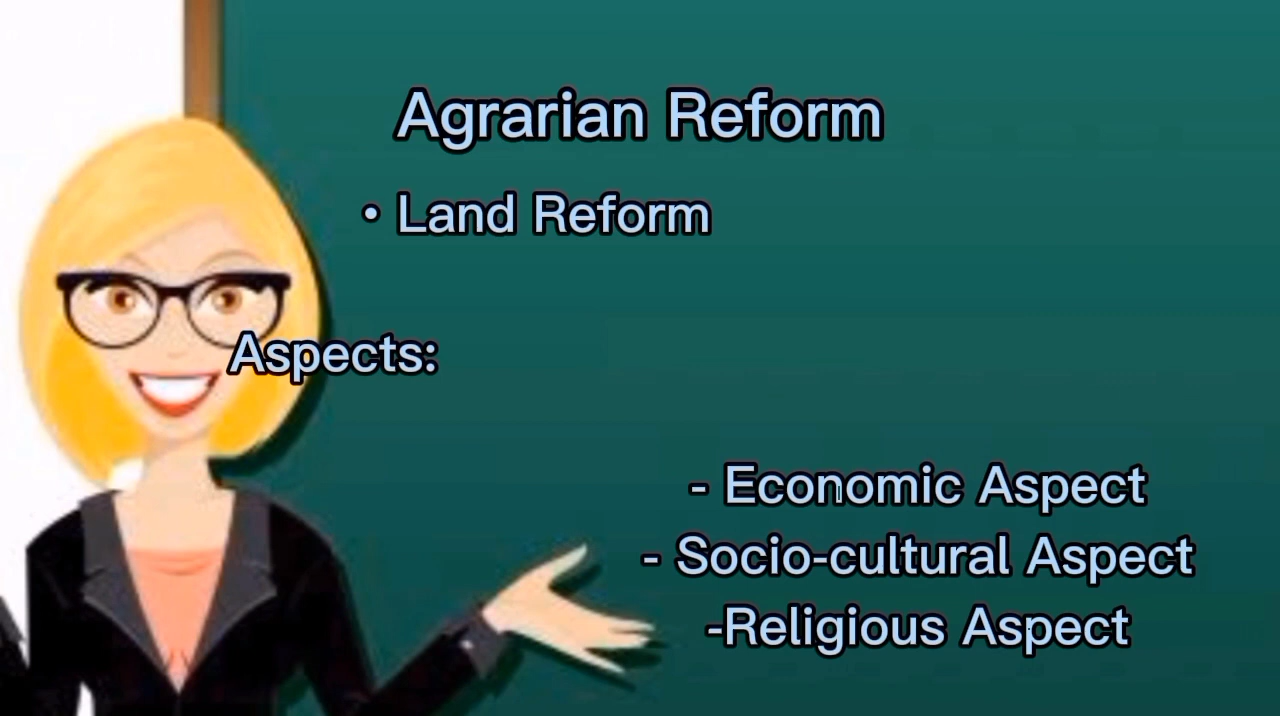 Agrarian Reform
• Land Reform
Aspects:
- Economic Aspect
- Socio-cultural Aspect
-Religious Aspect